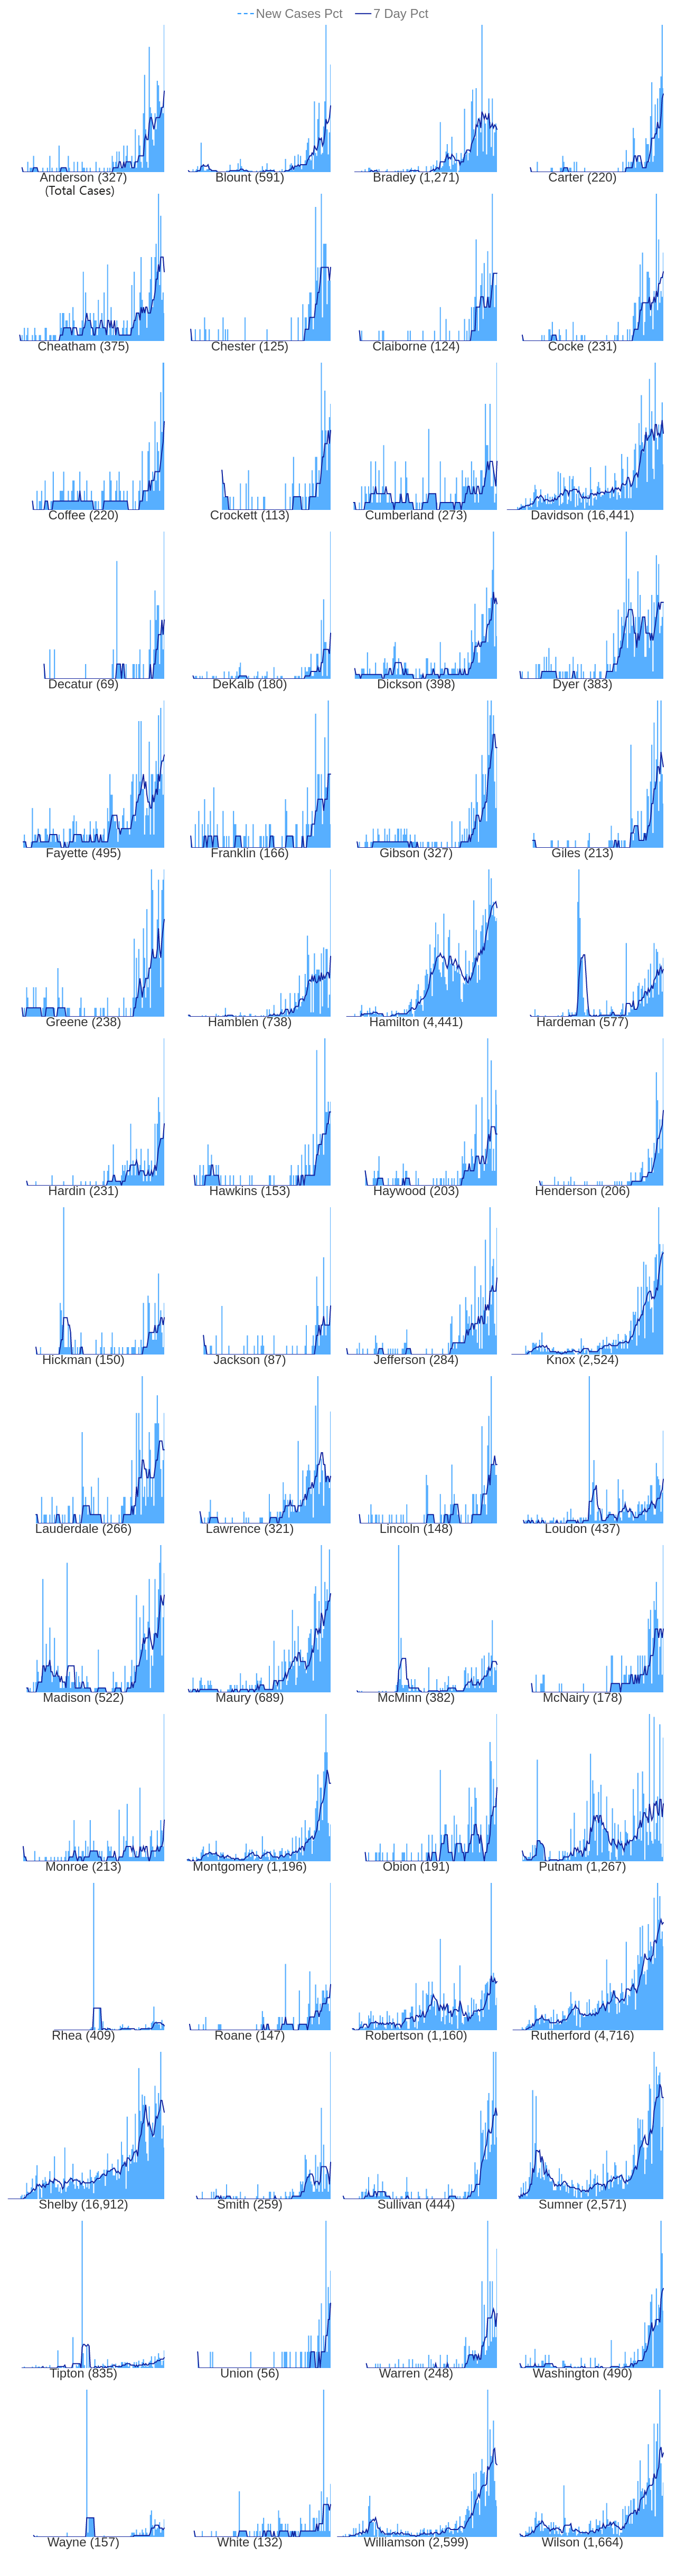 New Cases Pct 7 Day Pct
Anderson (327) Blount (591) Bradley (1,271) Carter (220)
(Total Cases)
Cheatham (375) Chester (125) Claiborne (124) Cocke (231)
Coffee (220) Crockett (113) Cumberland (273) Davidson (16,441)
Decatur (69) DeKalb (180) Dickson (398) Dyer (383)
Fayette (495) Franklin (166) Gibson (327) Giles (213)
Greene (238) Hamblen (738) Hamilton (4,441) Hardeman (577)
Hardin (231) Hawkins (153) Haywood (203) Henderson (206)
Hickman (150) Jackson (87) Jefferson (284) Knox (2,524)
Lauderdale (266) Lawrence (321) Lincoln (148) Loudon (437)
Madison (522) Maury (689) McMinn (382) McNairy (178)
Monroe (213) Montgomery (1,196) Obion (191) Putnam (1,267)
Rhea (409) Roane (147) Robertson (1,160) Rutherford (4,716)
Shelby (16,912) Smith (259) Sullivan (444) Sumner (2,571)
Tipton (835) Union (56) Warren (248) Washington (490)
Wayne (157) White (132) Williamson (2,599) Wilson (1,664)